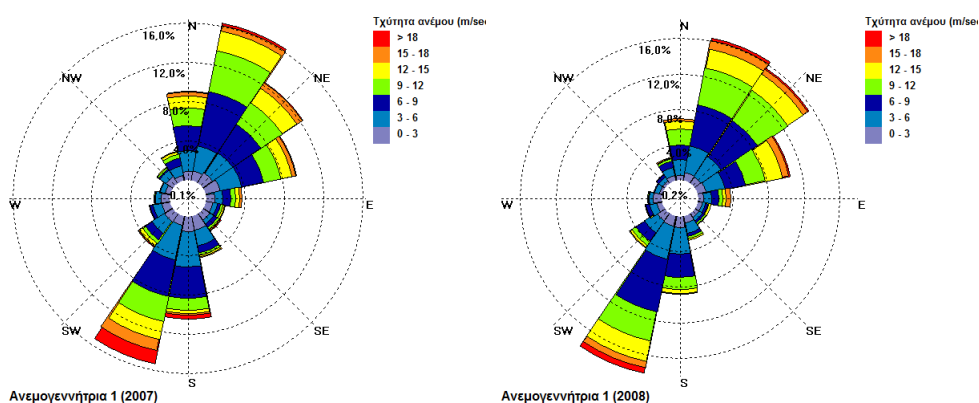 N
NE
E
SE
S
SW
W
NW
16,0%
12,0%
8,0%
0.1%
Τχύτητα ανέμου (m/sec
> 18
15 - 18
12 - 15
9 - 12
6 - 9
3 - 6
0 - 3
Ανεμογεννήτρια 1 (2007)
N
NE
E
SE
S
SW
W
NW
16,0%
12,0%
8,0%
0.2%
Τχύτητα ανέμου (m/sec
> 18
15 - 18
12 - 15
9 - 12
6 - 9
3 - 6
0 - 3
Ανεμογεννήτρια 1 (2008)